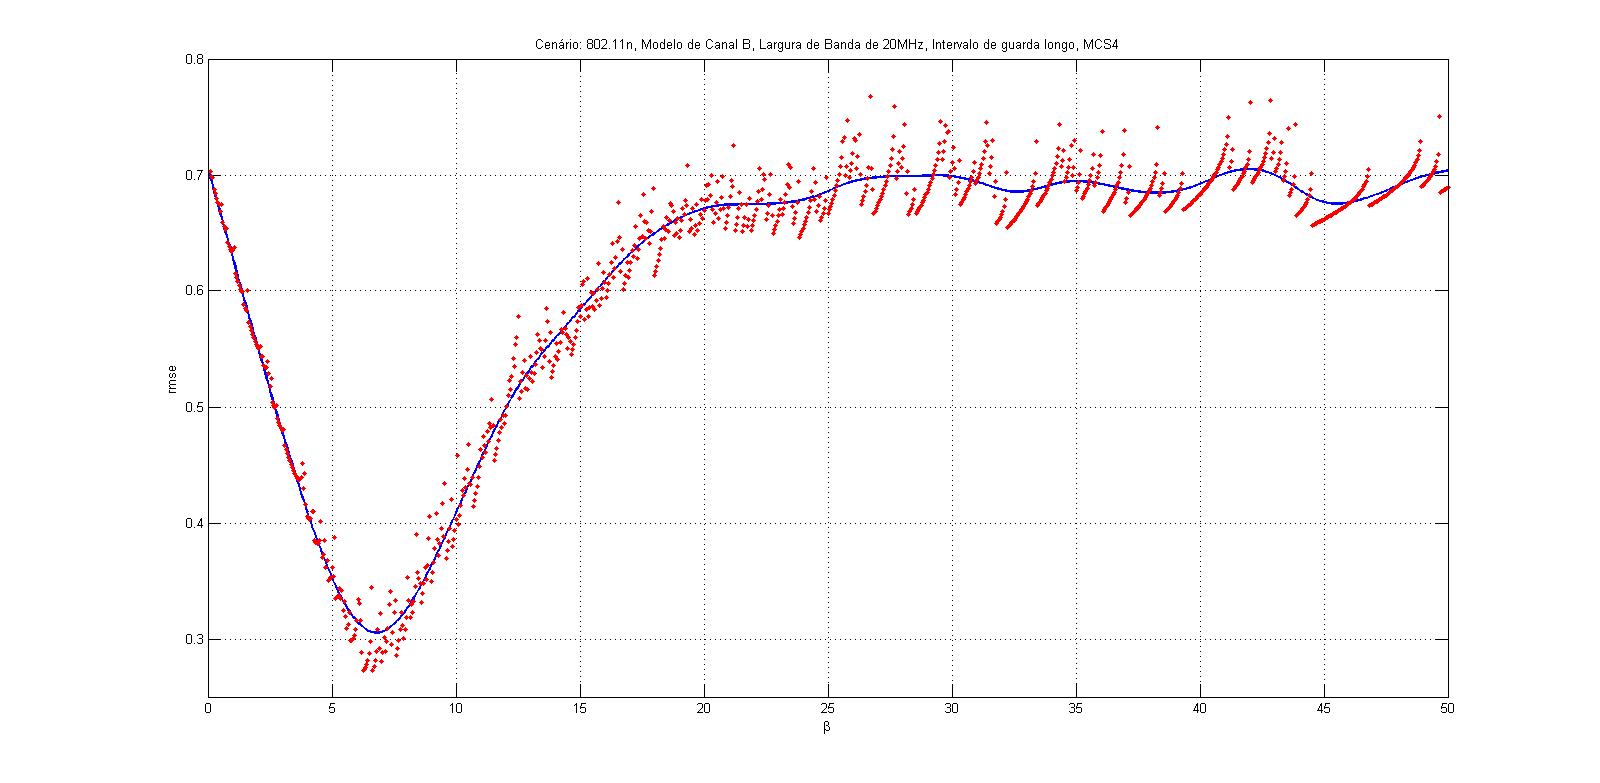 Cenário: 802.11n, Modelo de Canal B, Largura de Banda de 20MHz, Intervalo de guarda longo, MCS4
0.8
0.7
0.6
0.5
0.4
0.3
rmse
0 5 10 15 20 25 30 35 40 45 50
β